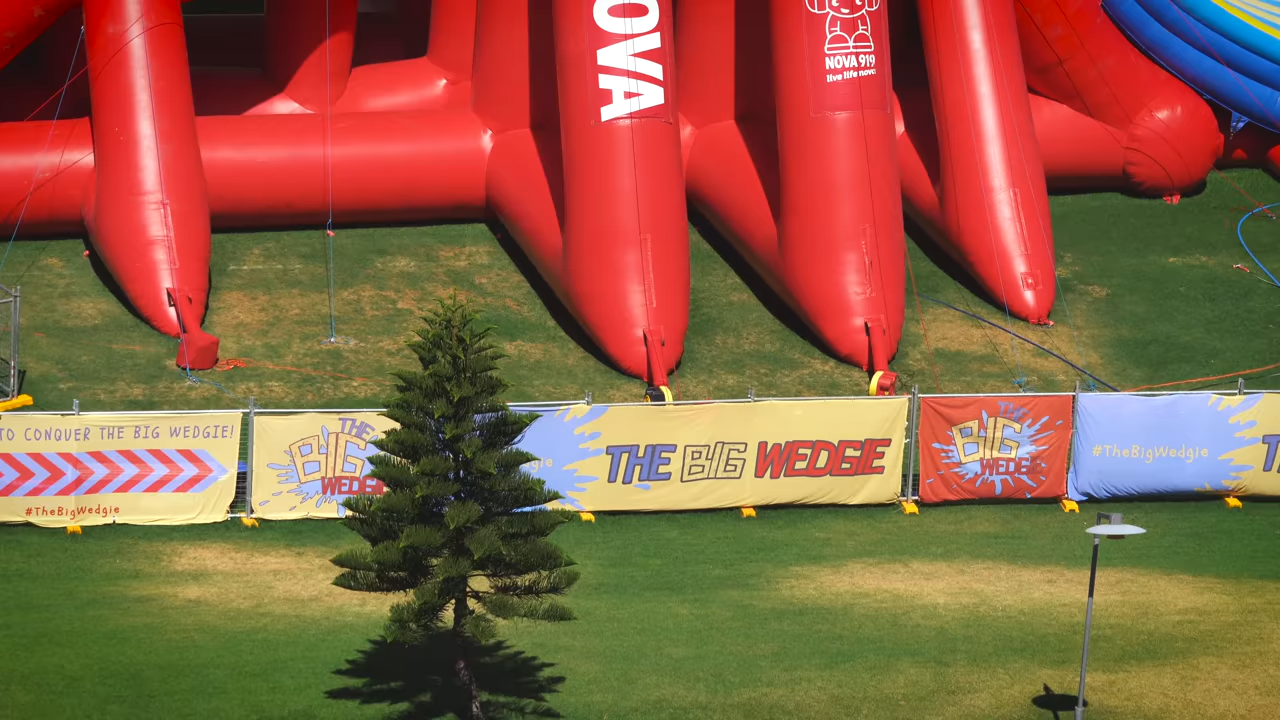 OVA
NOVA 919
live life nova
TO CONQUER THE BIG WEDGIE!
#TheBigWedgie
THE
BIG
WEDGIE
THE BIG WEDGIE
THE
BIG
WEDGIE
#TheBigWedgie